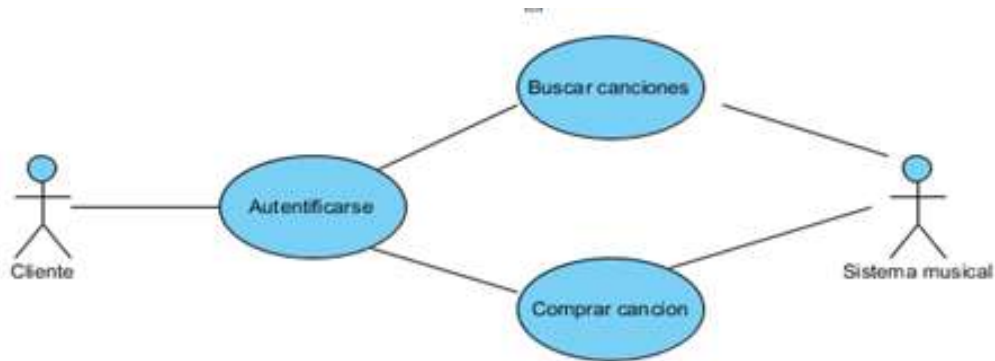 Buscar canciones
Autentificarse
Cliente
Sistema musical
Comprar cancion